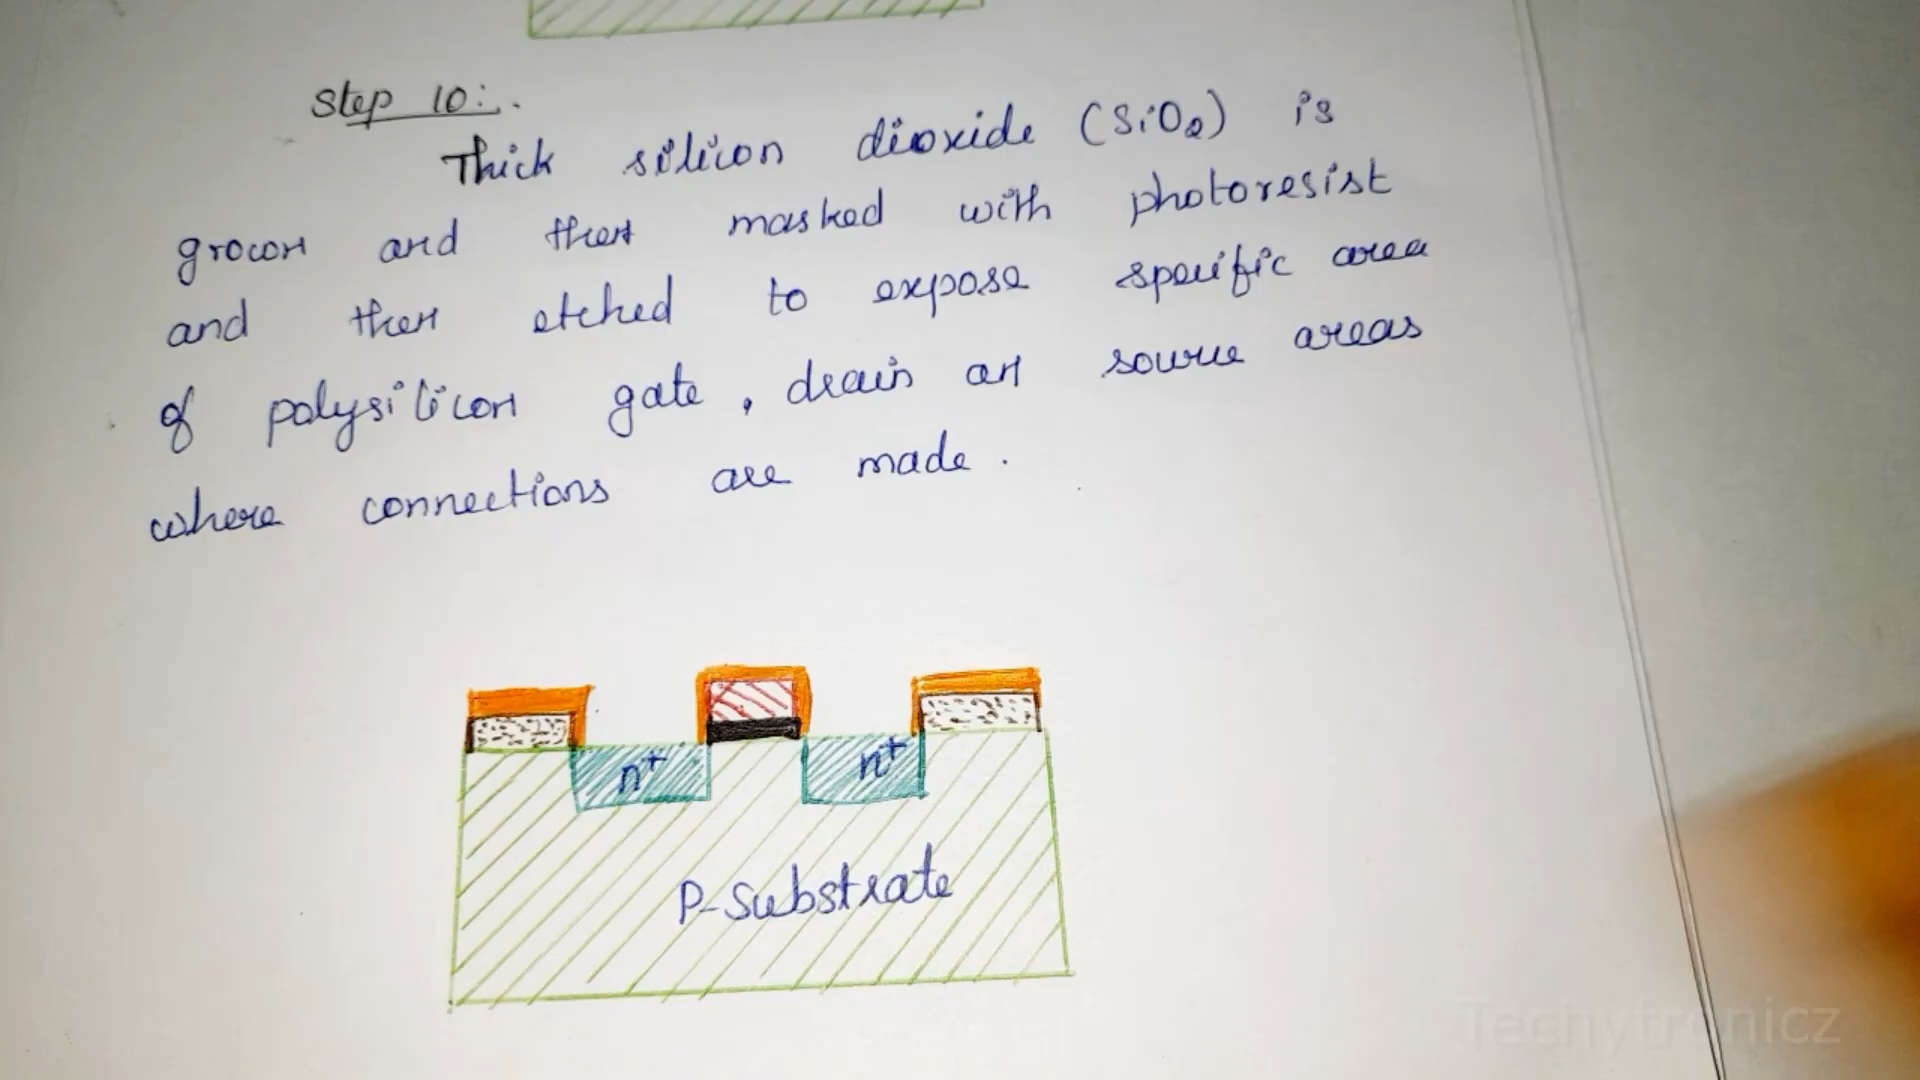 Step 10:-
Thick silicon dioxide (SiO2) is
grown and then masked with photoresist
and then etched to expose specific area
of polysilicon gate, drain an source areas
where connections are made.
n+ n+
P-Substrate
Techytronicz